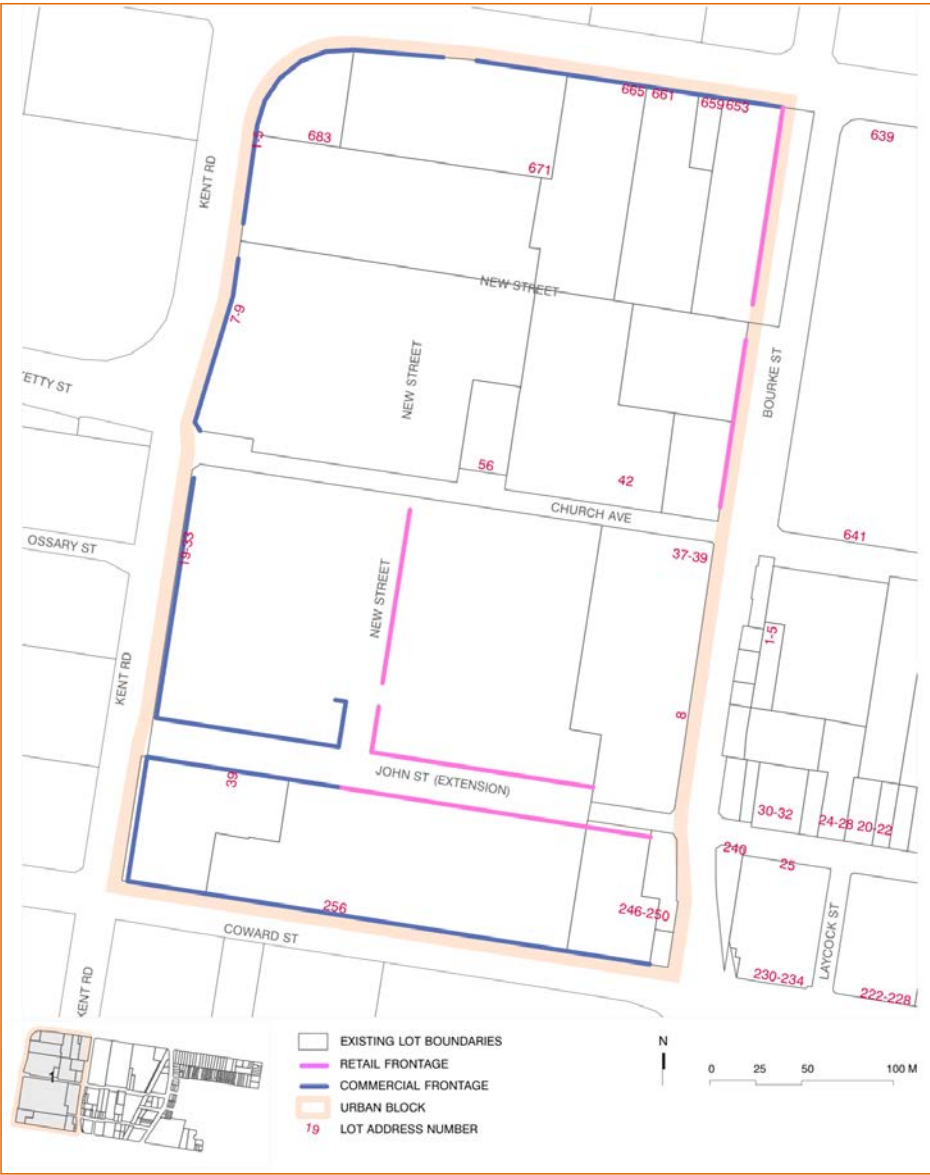 665
661
659
653
639
1-5
683
671
KENT RD
NEW STREET
7-9
NEW STREET
BOURKE ST
ETTY ST
56
42
CHURCH AVE
641
OSSARY ST
19-33
37-39
NEW STREET
1-5
KENT RD
8
39
JOHN ST (EXTENSION)
30-32
24-28
20-22
240
25
256
246-250
COWARD ST
LAYCOCK ST
230-234
222-228
KENT RD
1
EXISTING LOT BOUNDARIES
RETAIL FRONTAGE
COMMERCIAL FRONTAGE
URBAN BLOCK
19 LOT ADDRESS NUMBER
N
0 25 50 100 M